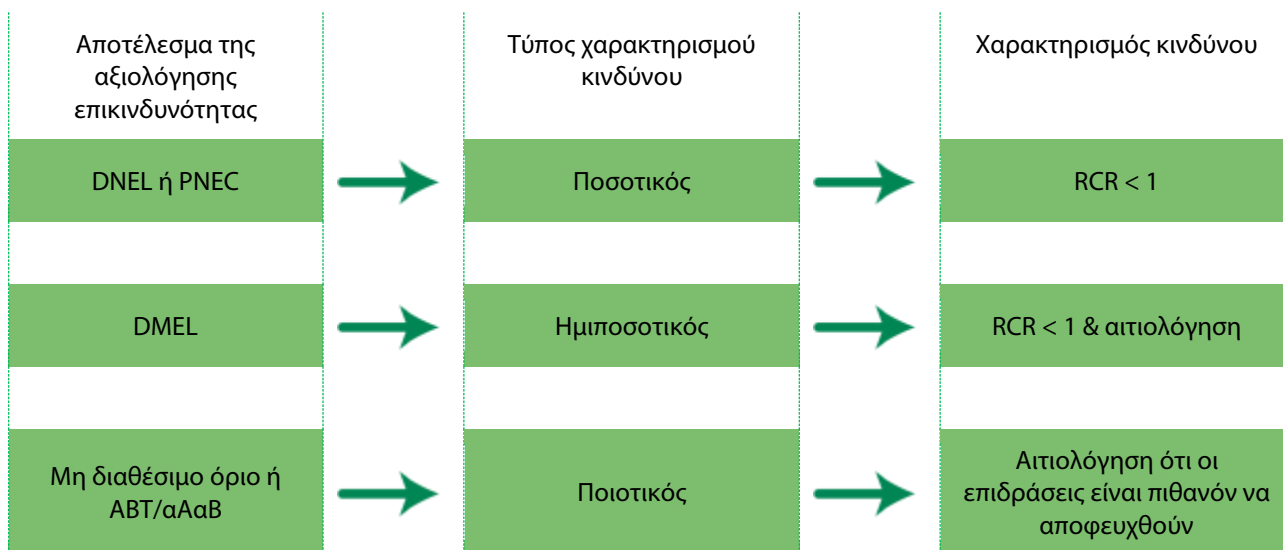 Αποτέλεσμα της
αξιολόγησης
επικινδυνότητας
Τύπος χαρακτηρισμού
κινδύνου
Χαρακτηρισμός κινδύνου
DNEL ή PNEC
Ποσοτικός
RCR < 1
DMEL
Ημιποσοτικός
RCR < 1 & αιτιολόγηση
Μη διαθέσιμο όριο ή
ΑΒΤ/αΑαΒ
Ποιοτικός
Αιτιολόγηση ότι οι
επιδράσεις είναι πιθανόν να
αποφευχθούν